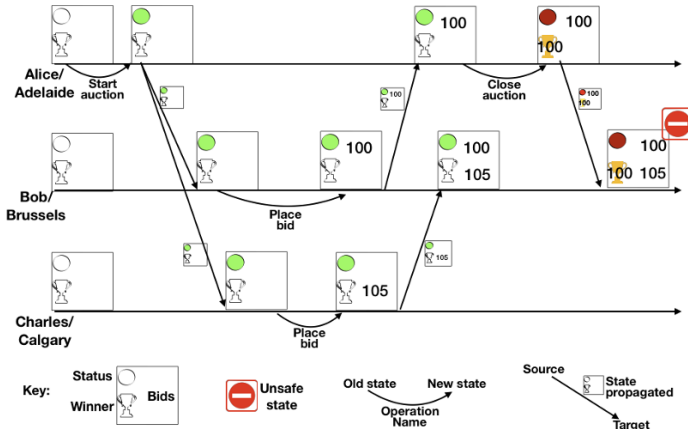 100
100
100
Alice/
Adelaide
Start
auction
Close
auction
100
100
100
100
100
105
100
100 105
Bob/
Brussels
Place
bid
105
105
Charles/
Calgary
Place
bid
Key:
Status
Winner
Bids
Unsafe
state
Old state
New state
Operation
Name
Source
State
propagated
Target